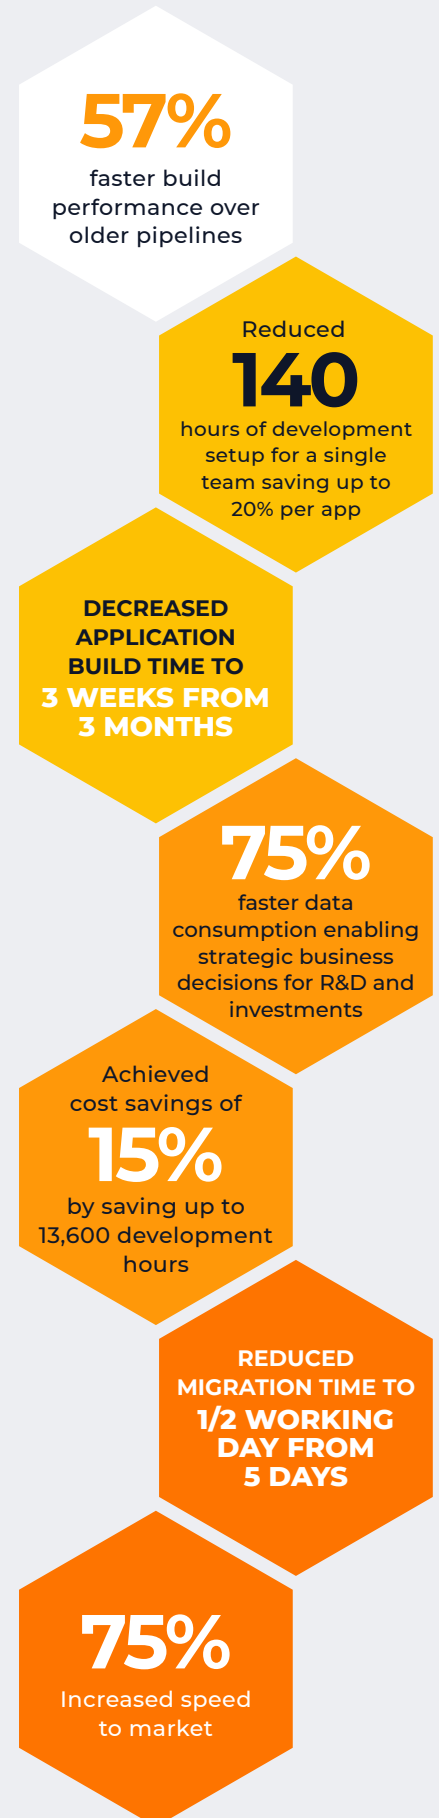 57%
faster build
performance over
older pipelines
Reduced
140
hours of development
setup for a single
team saving up to
20% per app
DECREASED
APPLICATION
BUILD TIME TO
3 WEEKS FROM
3 MONTHS
75%
faster data
consumption enabling
strategic business
decisions for R&D and
investments
Achieved
cost savings of
15%
by saving up to
13,600 development
hours
REDUCED
MIGRATION TIME TO
1/2 WORKING
DAY FROM
5 DAYS
75%
Increased speed
to market